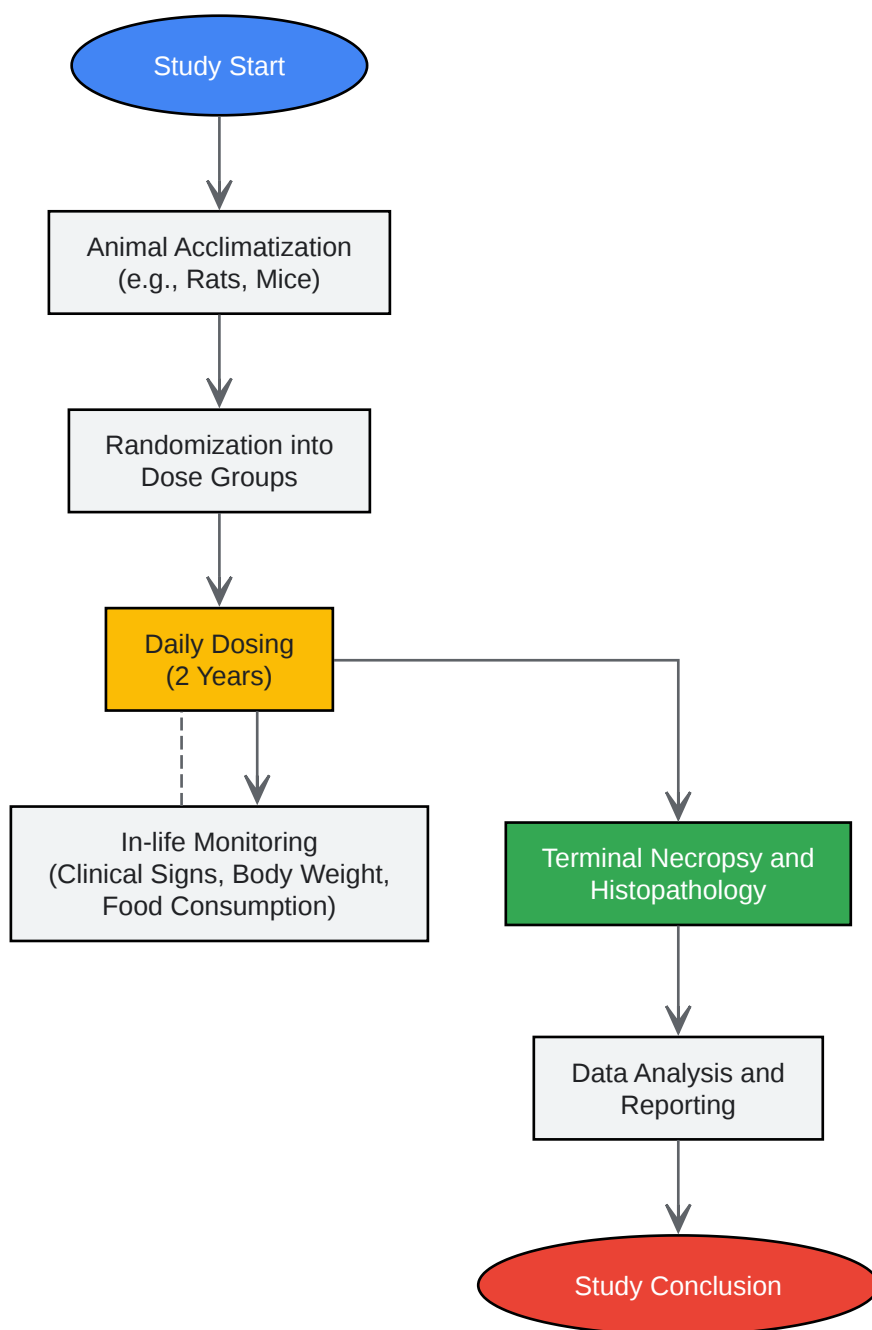 Study Start
Animal Acclimatization
(e.g., Rats, Mice)
Randomization into
Dose Groups
Daily Dosing
(2 Years)
In-life Monitoring
(Clinical Signs, Body Weight,
Food Consumption)
Terminal Necropsy and
Histopathology
Data Analysis and
Reporting
Study Conclusion